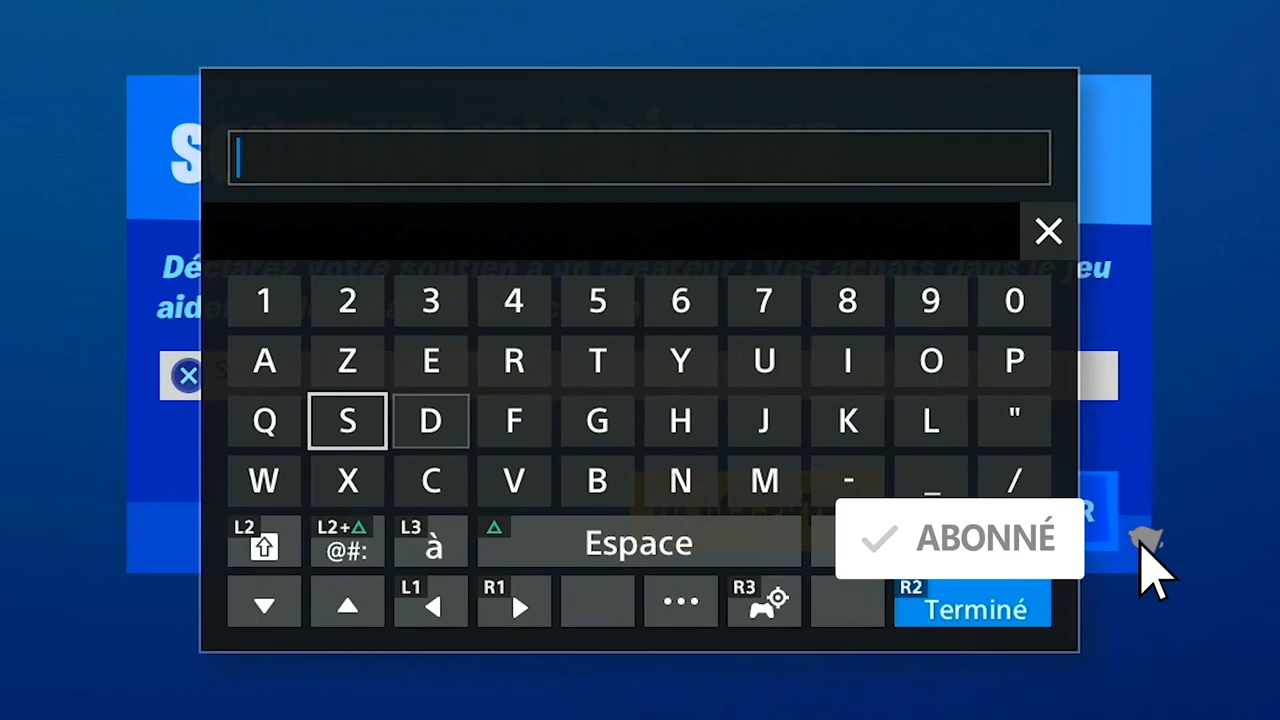 S
Déclarez votre soutien à un créateur ! Vos achats dans le jeu
aide
1 2 3 4 5 6 7 8 9 0
A Z E R T Y U I O P
Q S D F G H J K L "
W X C V B N M - _ /
L2 L2+△ @#: L3 à △ Espace
ABONNÉ
R
L1 R1 ... R3 R2 Terminé